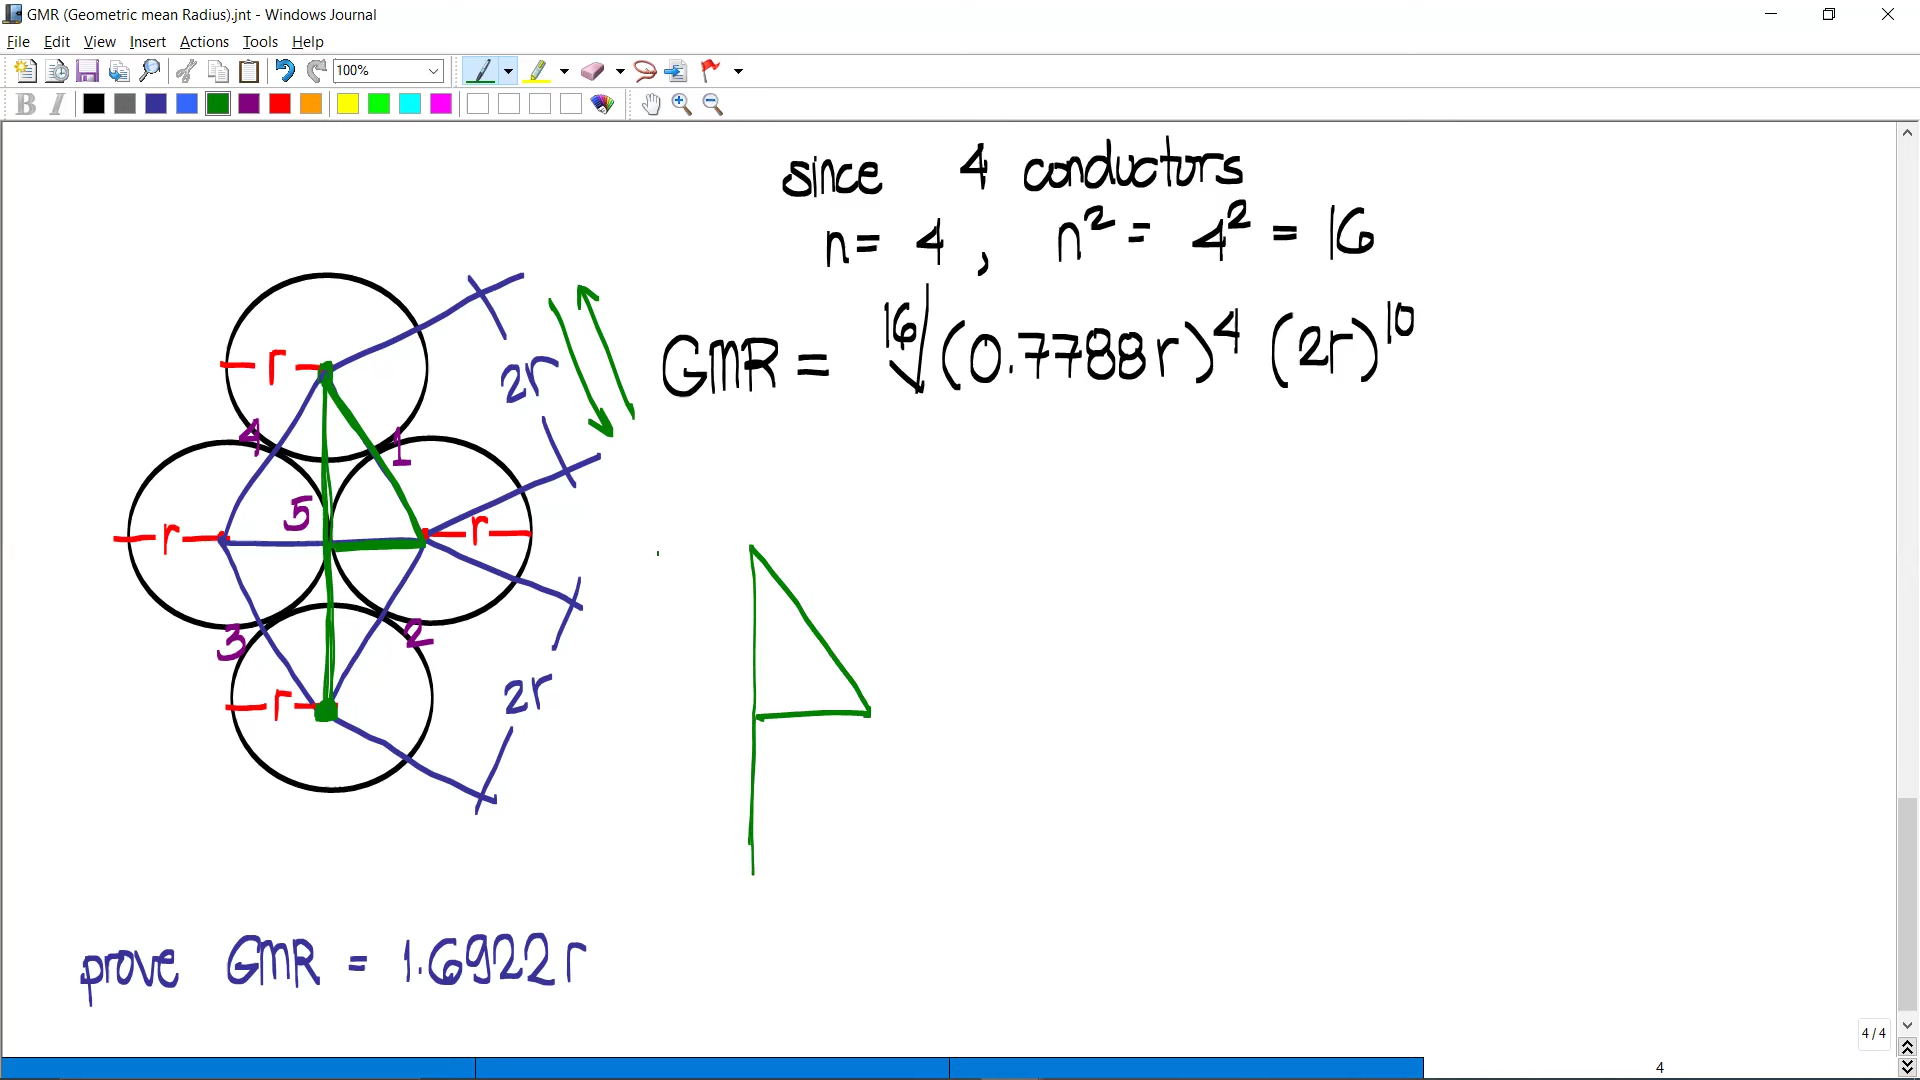 GMR (Geometric mean Radius).jnt - Windows Journal
File Edit View Insert Actions Tools Help
100%
B I
since 4 conductors
n= 4 , n² = 4² = 16
GMR = ¹⁶√(0.7788r)⁴ (2r)¹⁰
r
2r
4
1
5
r
r
3
2
r
2r
prove GMR = 1.6922r
4 / 4
4